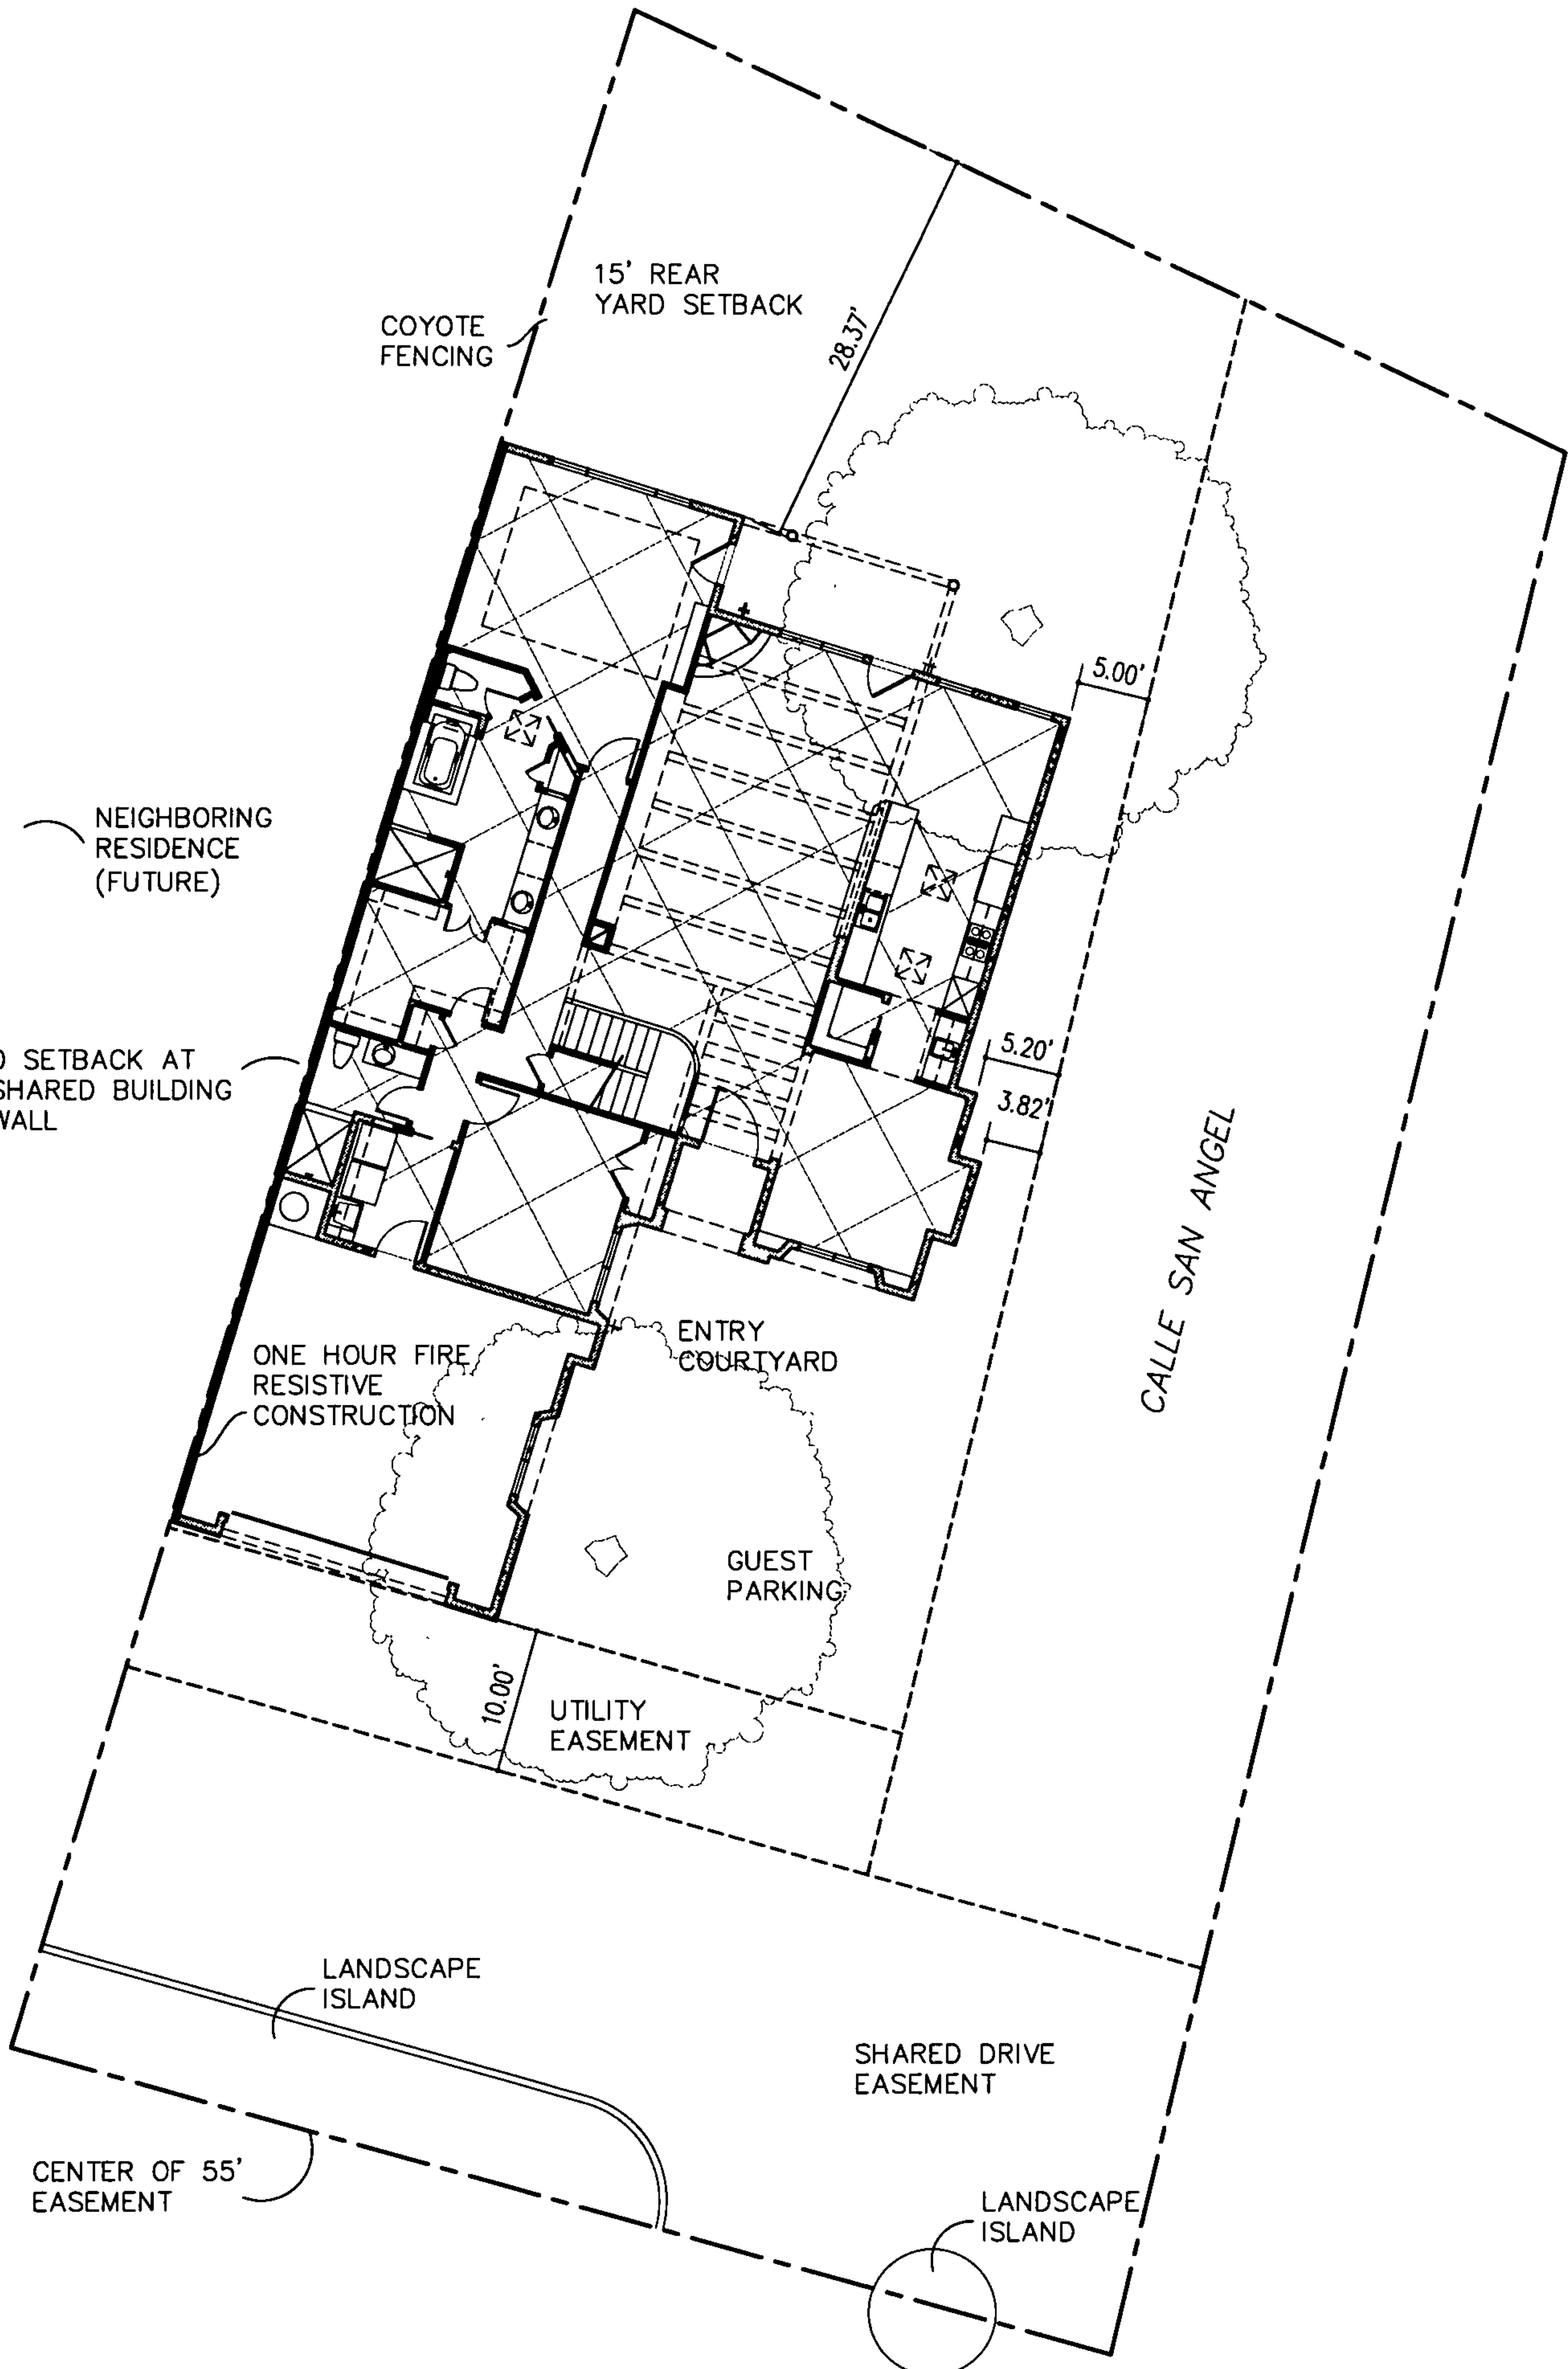 15' REAR
YARD SETBACK
COYOTE
FENCING
28.37'
5.00'
NEIGHBORING
RESIDENCE
(FUTURE)
SETBACK AT
SHARED BUILDING
WALL
5.20'
3.82'
CALLE SAN ANGEL
ENTRY
COURTYARD
ONE HOUR FIRE
RESISTIVE
CONSTRUCTION
GUEST
PARKING
10.00'
UTILITY
EASEMENT
LANDSCAPE
ISLAND
SHARED DRIVE
EASEMENT
CENTER OF 55'
EASEMENT
LANDSCAPE
ISLAND